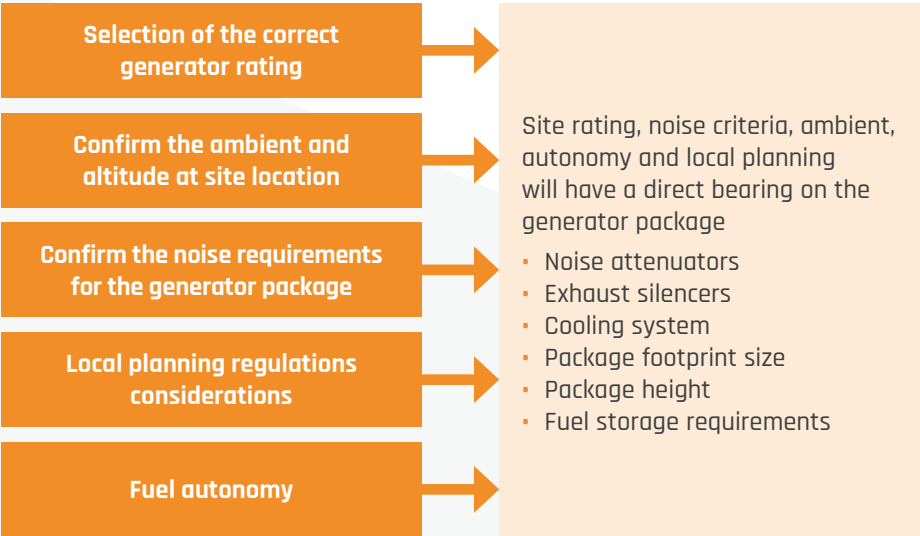 Selection of the correct
generator rating
Confirm the ambient and
altitude at site location
Confirm the noise requirements
for the generator package
Local planning regulations
considerations
Fuel autonomy
Site rating, noise criteria, ambient,
autonomy and local planning
will have a direct bearing on the
generator package
• Noise attenuators
• Exhaust silencers
• Cooling system
• Package footprint size
• Package height
• Fuel storage requirements